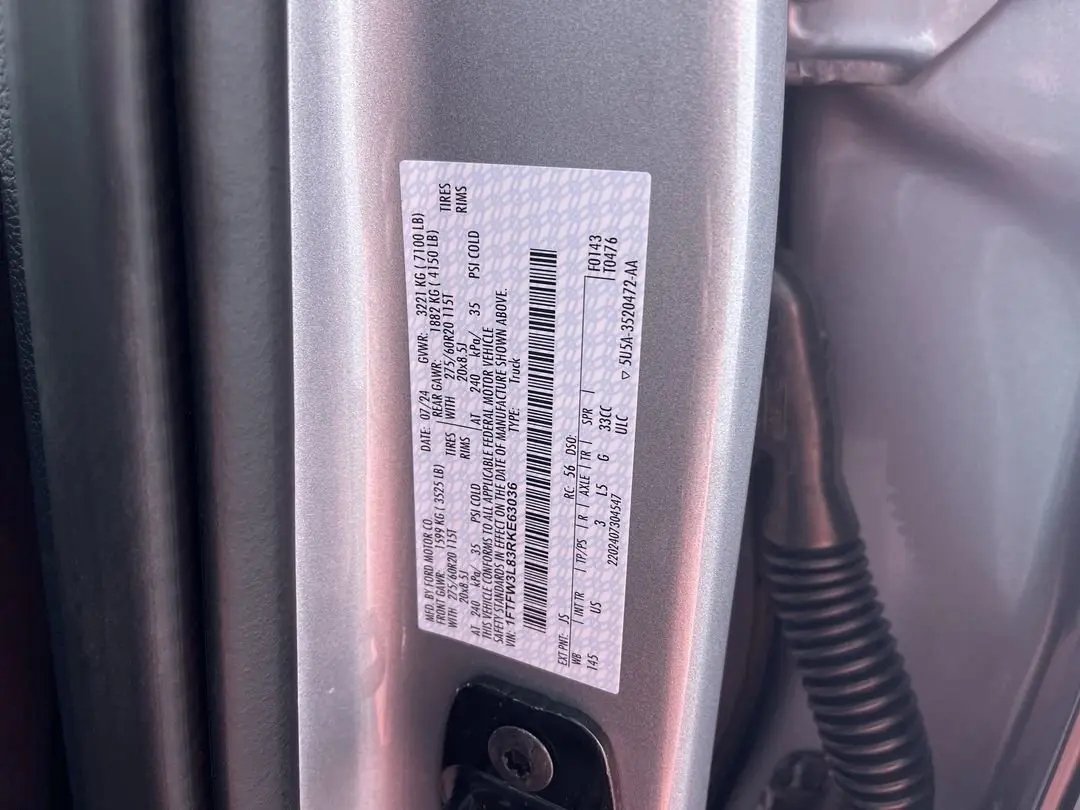 MFD. BY FORD MOTOR CO. DATE: 07/24 GVWR: 3221 KG ( 7100 LB)
FRONT GAWR: 1599 KG ( 3525 LB) REAR GAWR: 1882 KG ( 4150 LB)
WITH 275/60R20 115T TIRES WITH 275/60R20 115T TIRES
20x8.5J RIMS 20x8.5J RIMS
AT 240 kPa/ 35 PSI COLD AT 240 kPa/ 35 PSI COLD
THIS VEHICLE CONFORMS TO ALL APPLICABLE FEDERAL MOTOR VEHICLE
SAFETY STANDARDS IN EFFECT ON THE DATE OF MANUFACTURE SHOWN ABOVE.
VIN: 1FTFW3L83RKE63036 TYPE: Truck
EXT PNT: JS RC: 56 DSO: F0143
WB INT TR TP/PS R AXLE TR SPR T0476
145 US 3 L5 G 33CC
2202407304547 ULC ▽ 5U5A-3520472-AA